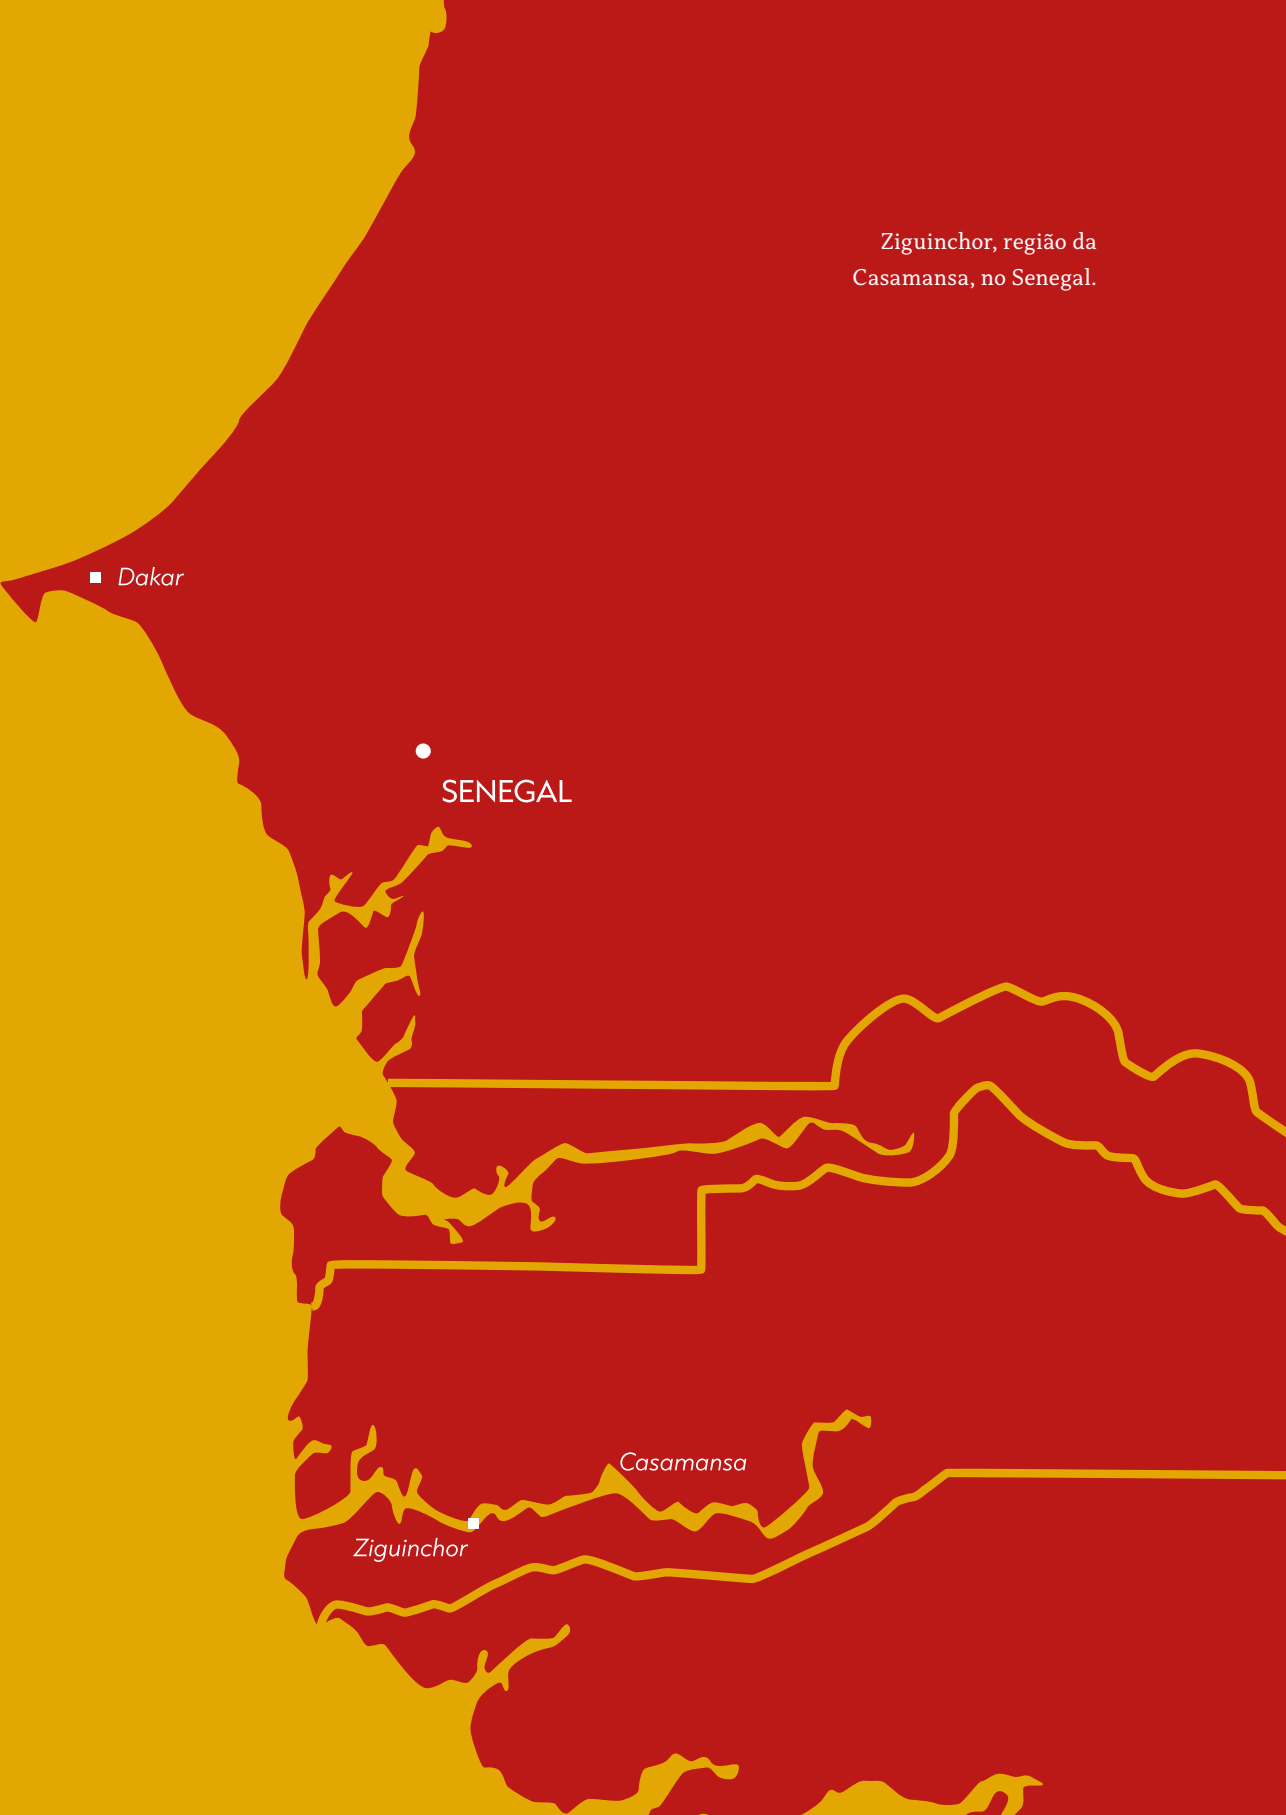 Ziguinchor, região da
Casamansa, no Senegal.
Dakar
SENEGAL
Casamansa
Ziguinchor